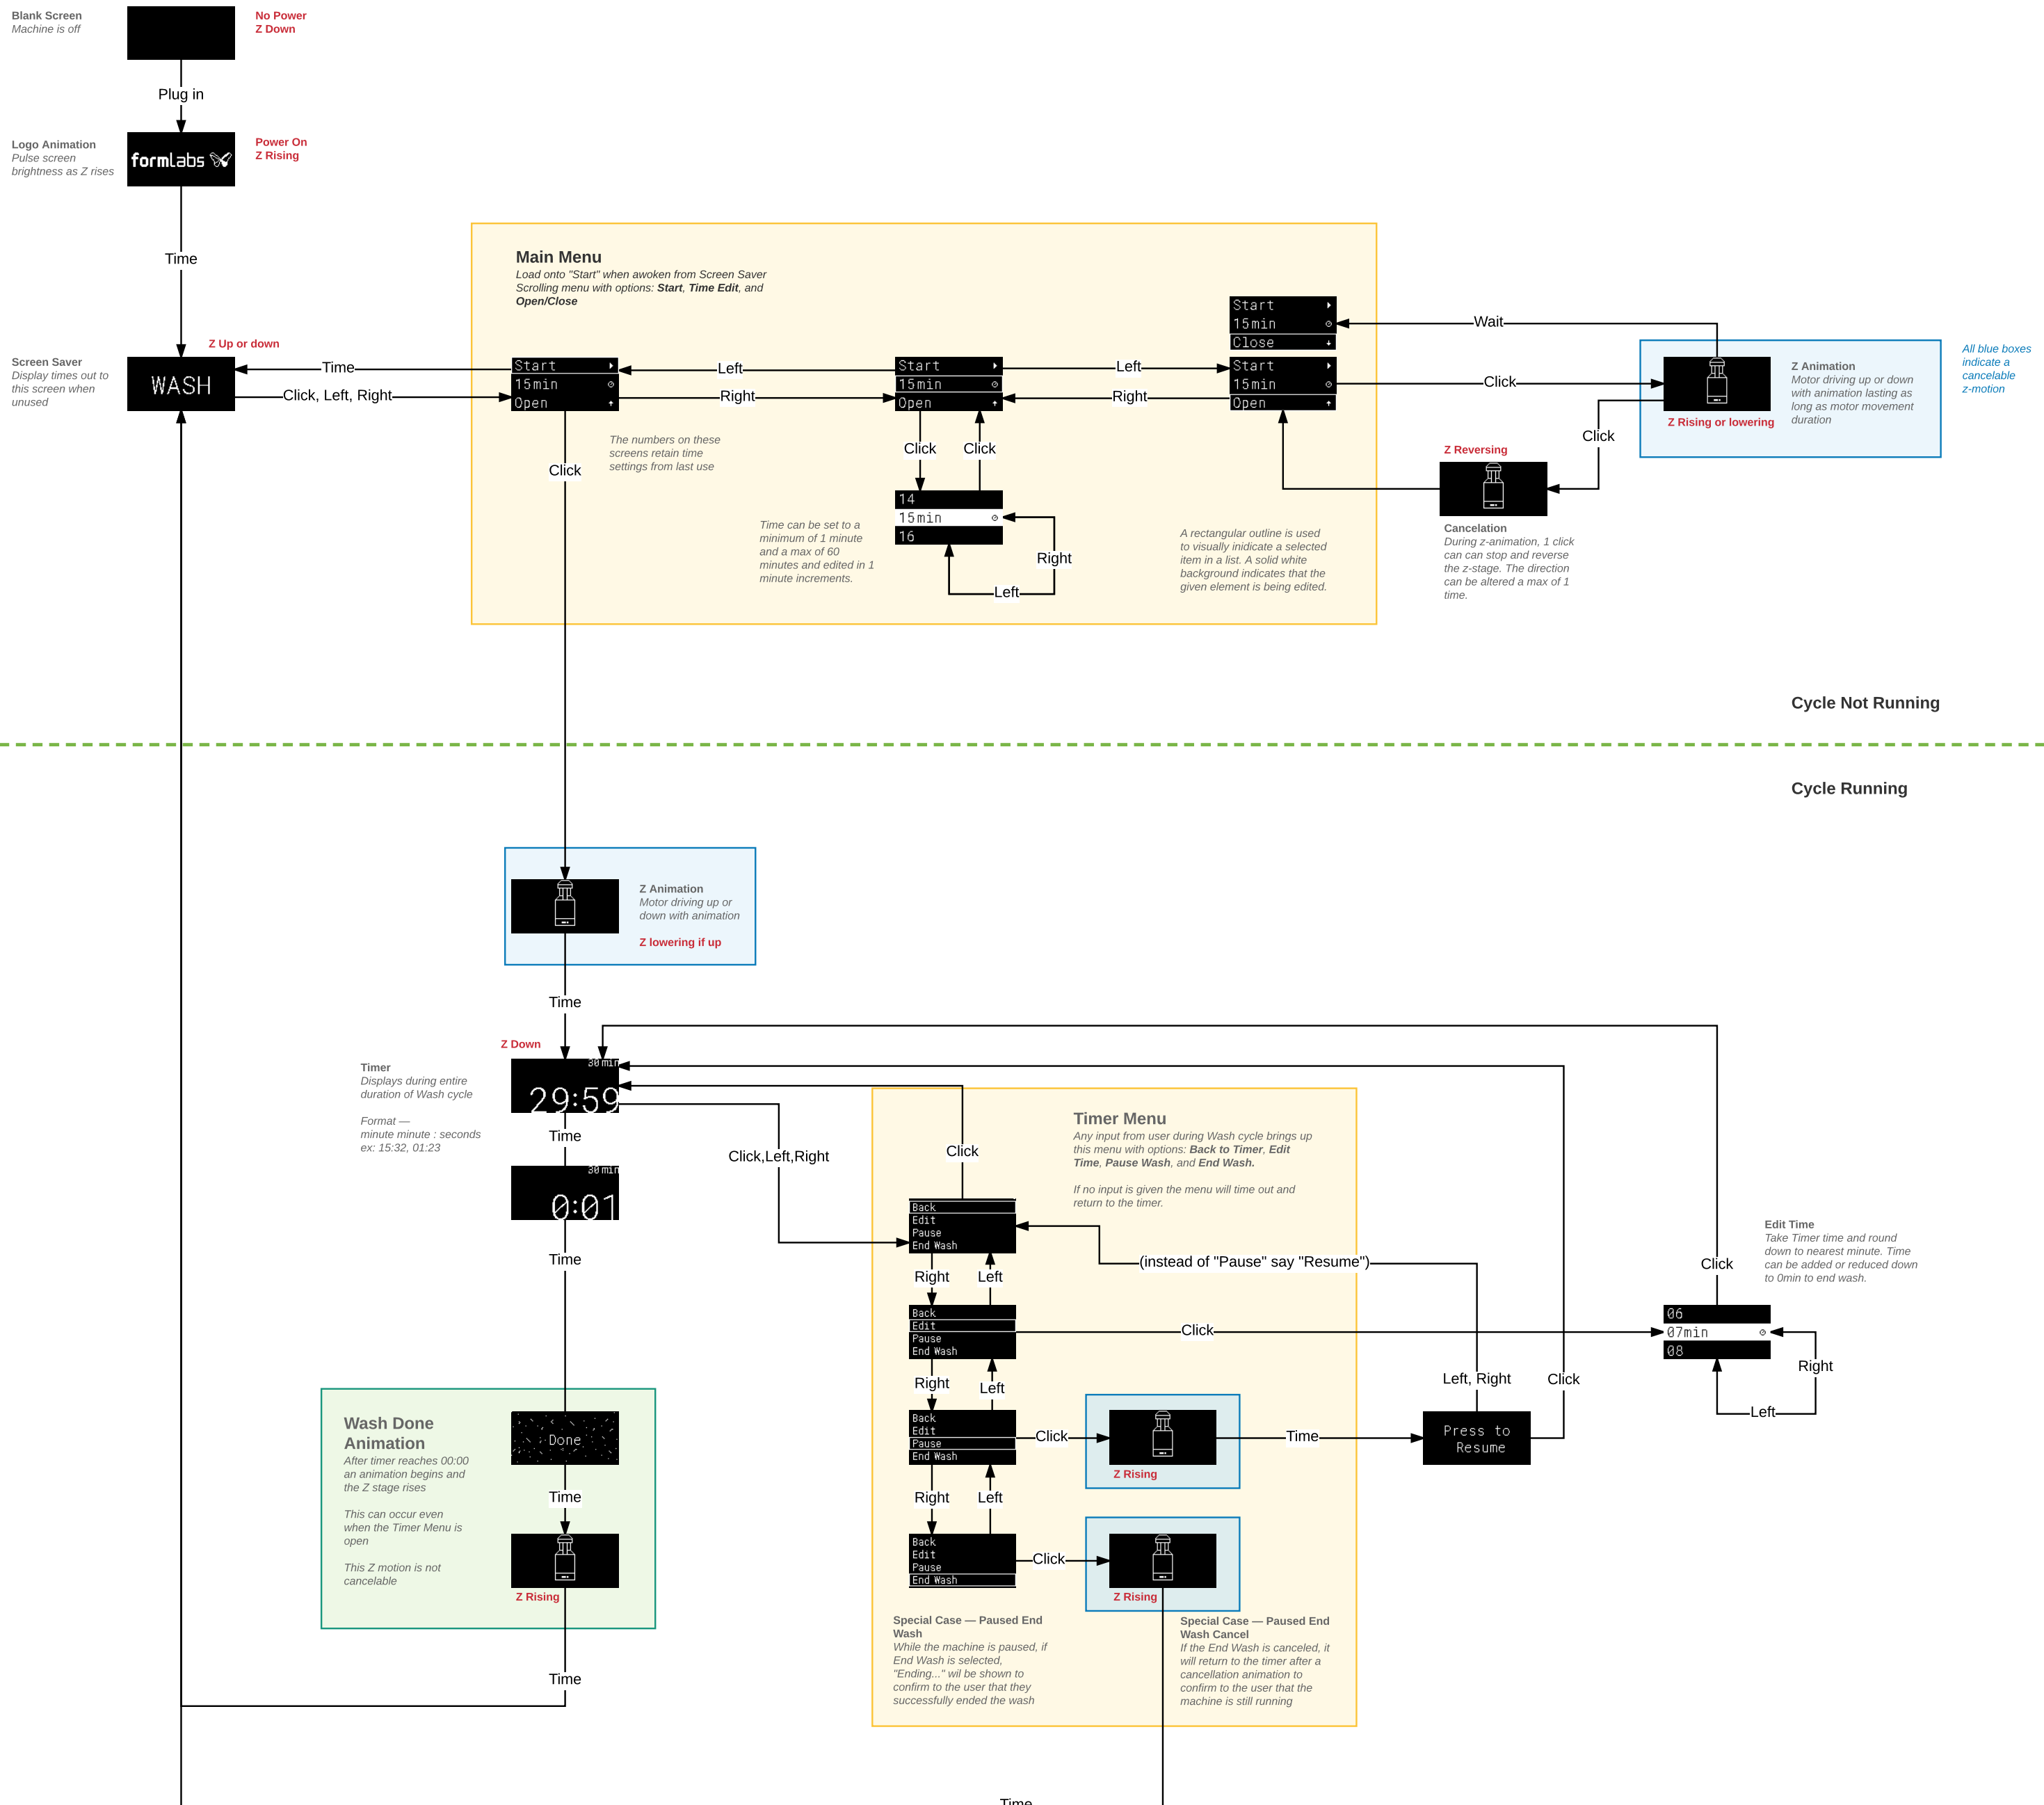 Blank Screen
Machine is off
No Power
Z Down
Plug in
Logo Animation
Pulse screen
brightness as Z rises
formlabs
Power On
Z Rising
Time
Main Menu
Load onto "Start" when awoken from Screen Saver
Scrolling menu with options: Start, Time Edit, and
Open/Close
Z Up or down
Screen Saver
Display times out to
this screen when
unused
WASH
Time
Click, Left, Right
Start
15min
Open
Left
Right
Start
15min
Open
Left
Right
Start
15min
Close
Start
15min
Open
Wait
Click
Z Animation
Motor driving up or down
with animation lasting as
long as motor movement
duration
Z Rising or lowering
All blue boxes
indicate a
cancelable
z-motion
Click
Z Reversing
Cancelation
During z-animation, 1 click
can can stop and reverse
the z-stage. The direction
can be altered a max of 1
time.
Click
The numbers on these
screens retain time
settings from last use
Click
Click
14
15min
16
Right
Left
Time can be set to a
minimum of 1 minute
and a max of 60
minutes and edited in 1
minute increments.
A rectangular outline is used
to visually inidicate a selected
item in a list. A solid white
background indicates that the
given element is being edited.
Cycle Not Running
Cycle Running
Z Animation
Motor driving up or
down with animation
Z lowering if up
Time
Z Down
Timer
Displays during entire
duration of Wash cycle
Format —
minute minute : seconds
ex: 15:32, 01:23
30min
29:59
Time
30min
0:01
Time
Click,Left,Right
Click
Timer Menu
Any input from user during Wash cycle brings up
this menu with options: Back to Timer, Edit
Time, Pause Wash, and End Wash.
If no input is given the menu will time out and
return to the timer.
Back
Edit
Pause
End Wash
(instead of "Pause" say "Resume")
Right
Left
Back
Edit
Pause
End Wash
Click
Right
Left
Back
Edit
Pause
End Wash
Click
Z Rising
Time
Press to
Resume
Left, Right
Click
Edit Time
Take Timer time and round
down to nearest minute. Time
can be added or reduced down
to 0min to end wash.
Click
06
07min
08
Right
Left
Right
Left
Back
Edit
Pause
End Wash
Click
Z Rising
Special Case — Paused End
Wash
While the machine is paused, if
End Wash is selected,
"Ending..." wil be shown to
confirm to the user that they
successfully ended the wash
Special Case — Paused End
Wash Cancel
If the End Wash is canceled, it
will return to the timer after a
cancellation animation to
confirm to the user that the
machine is still running
Wash Done
Animation
After timer reaches 00:00
an animation begins and
the Z stage rises
This can occur even
when the Timer Menu is
open
This Z motion is not
cancelable
Done
Time
Z Rising
Time
Time